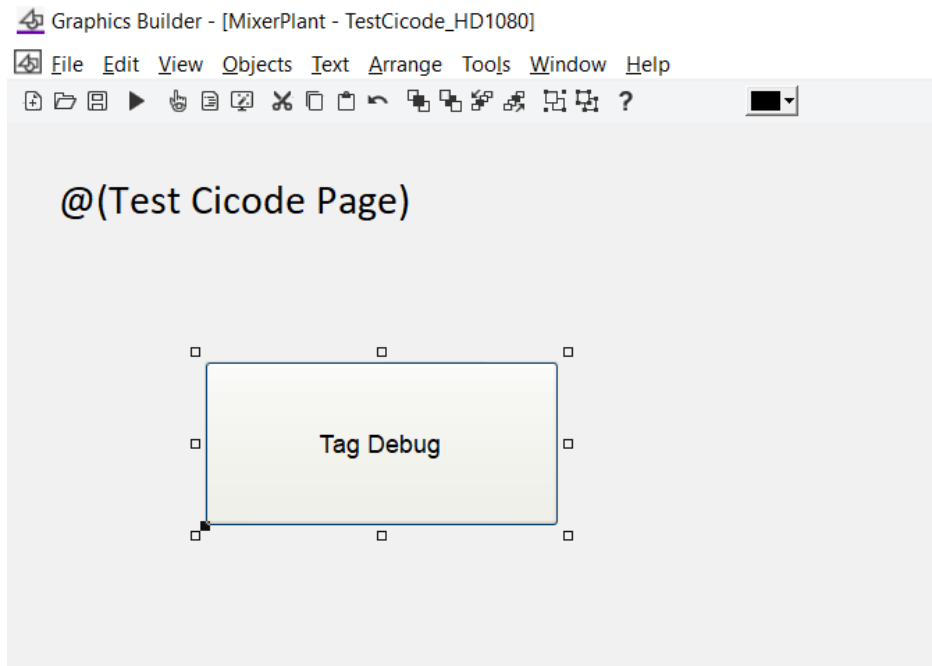 Graphics Builder - [MixerPlant - TestCicode_HD1080]
File Edit View Objects Text Arrange Tools Window Help
?
@(Test Cicode Page)
Tag Debug